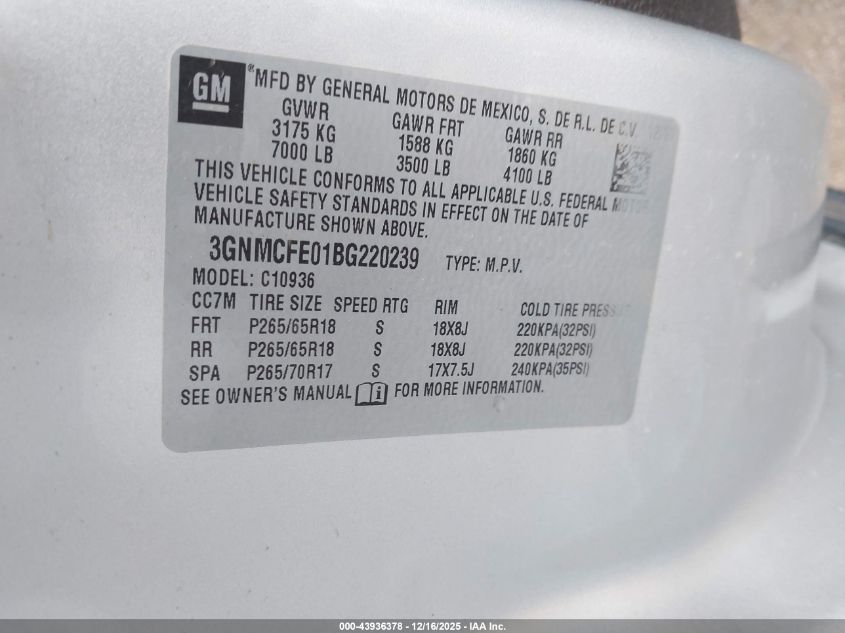 GM
®MFD BY GENERAL MOTORS DE MEXICO, S. DE R.L. DE C.V.
GVWR GAWR FRT GAWR RR
3175 KG 1588 KG 1860 KG
7000 LB 3500 LB 4100 LB
THIS VEHICLE CONFORMS TO ALL APPLICABLE U.S. FEDERAL MOTOR
VEHICLE SAFETY STANDARDS IN EFFECT ON THE DATE OF
MANUFACTURE SHOWN ABOVE.
3GNMCFE01BG220239 TYPE: M.P.V.
MODEL: C10936
CC7M TIRE SIZE SPEED RTG RIM COLD TIRE PRESS
FRT P265/65R18 S 18X8J 220KPA(32PSI)
RR P265/65R18 S 18X8J 220KPA(32PSI)
SPA P265/70R17 S 17X7.5J 240KPA(35PSI)
SEE OWNER'S MANUAL i FOR MORE INFORMATION.
000-43936378 - 12/16/2025 - IAA Inc.